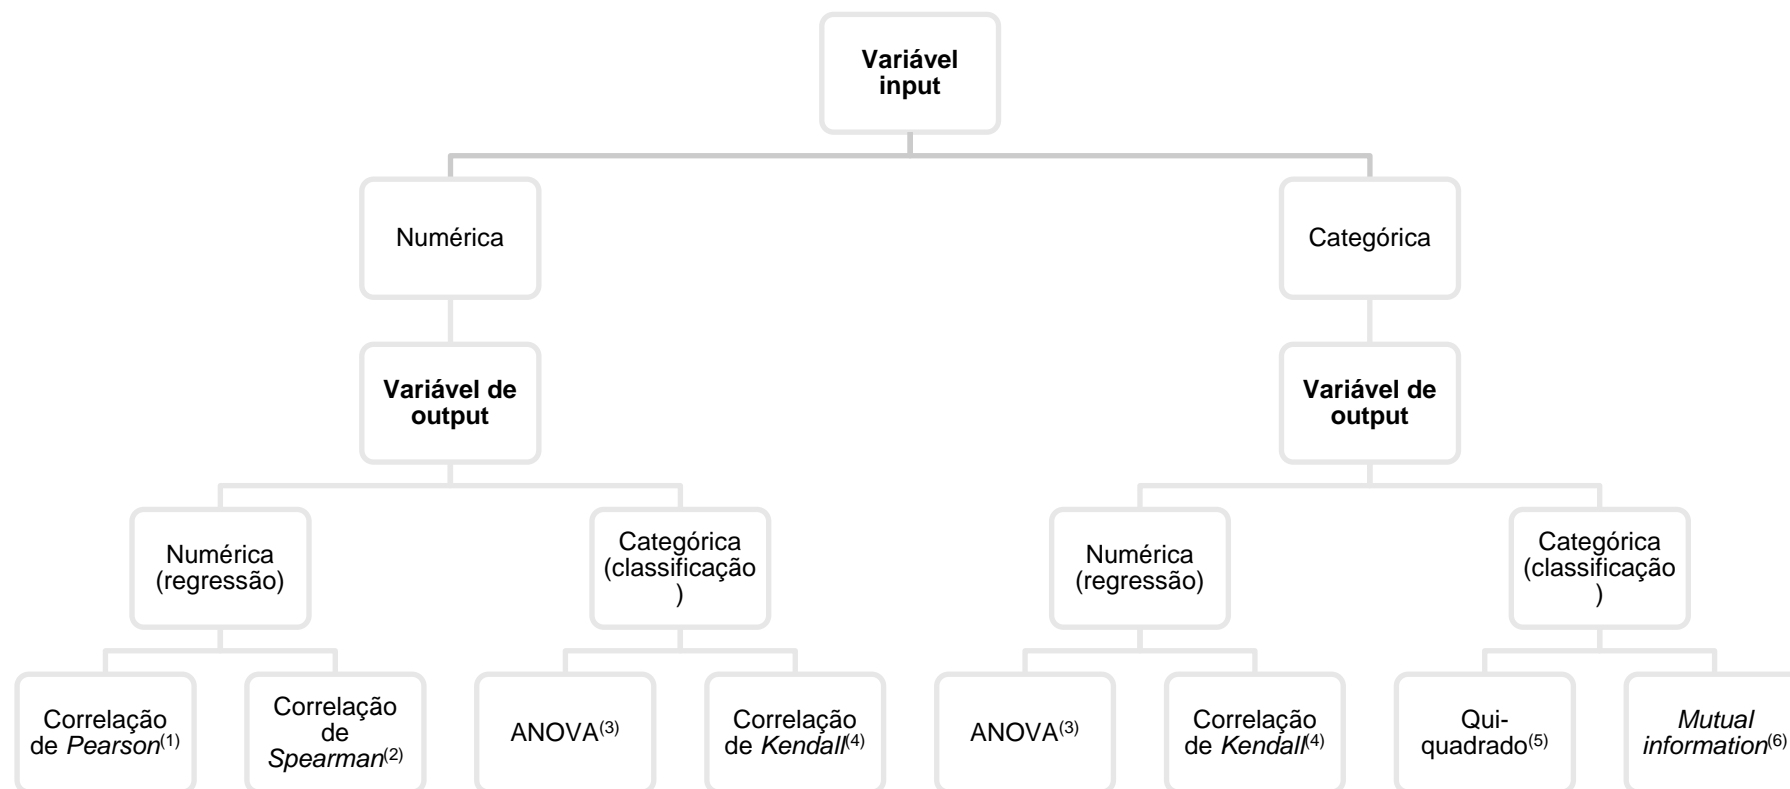 Variável
input
Numérica
Categórica
Variável de
output
Variável de
output
Numérica
(regressão)
Categórica
(classificação
)
Numérica
(regressão)
Categórica
(classificação
)
Correlação
de Pearson(1)
Correlação
de
Spearman(2)
ANOVA(3)
Correlação
de Kendall(4)
ANOVA(3)
Correlação
de Kendall(4)
Qui-
quadrado(5)
Mutual
information(6)